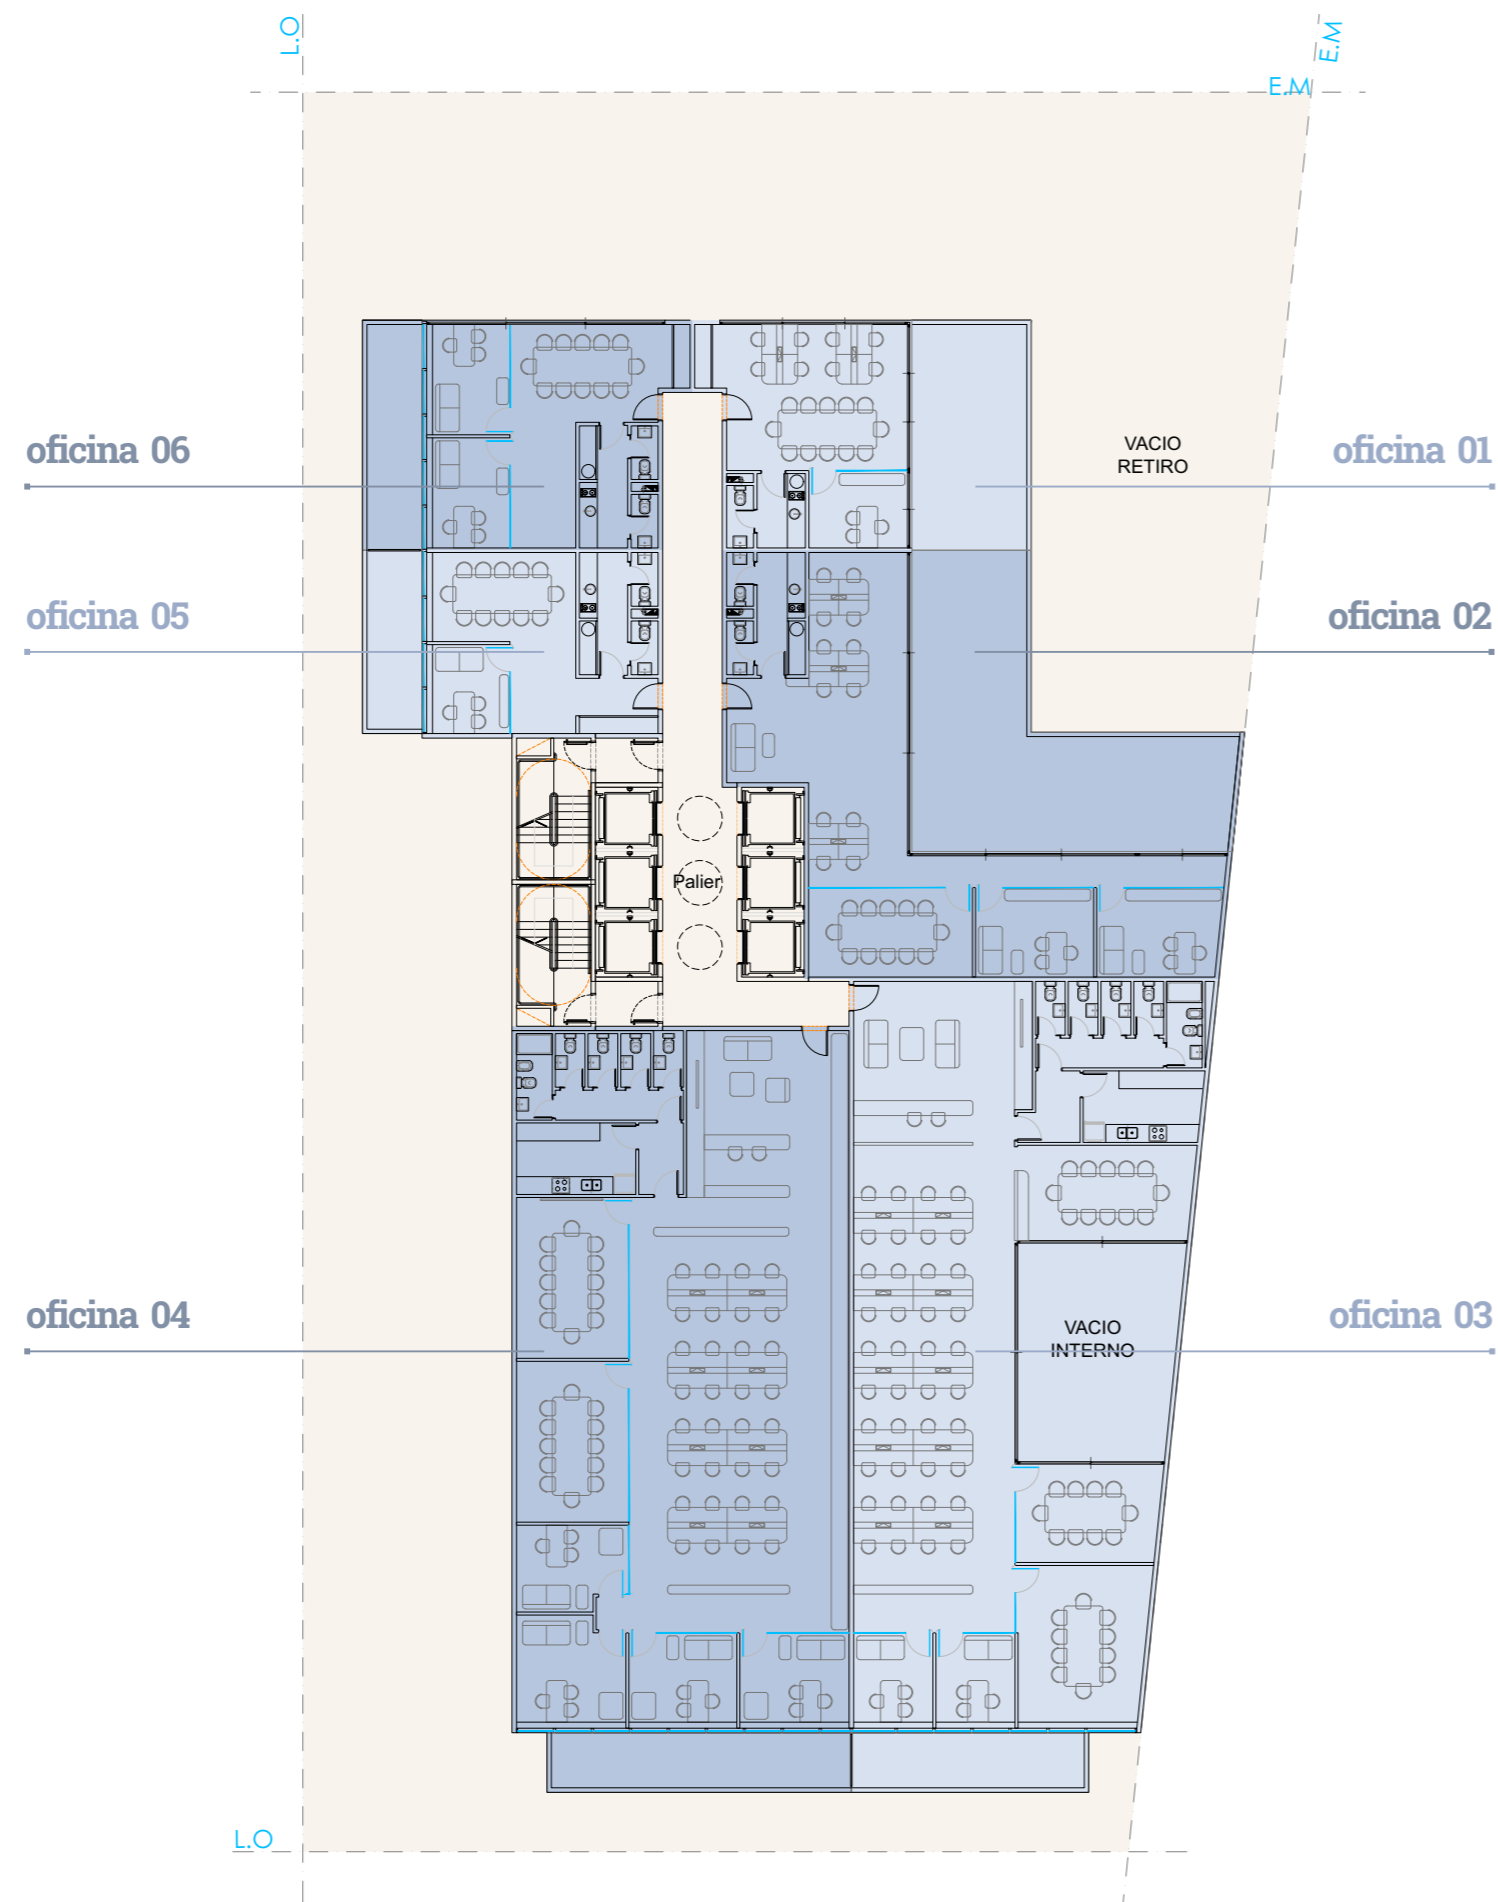 L.O
E.M
E.M
oficina 06
VACIO
RETIRO
oficina 01
oficina 05
oficina 02
Palier
oficina 04
VACIO
INTERNO
oficina 03
L.O